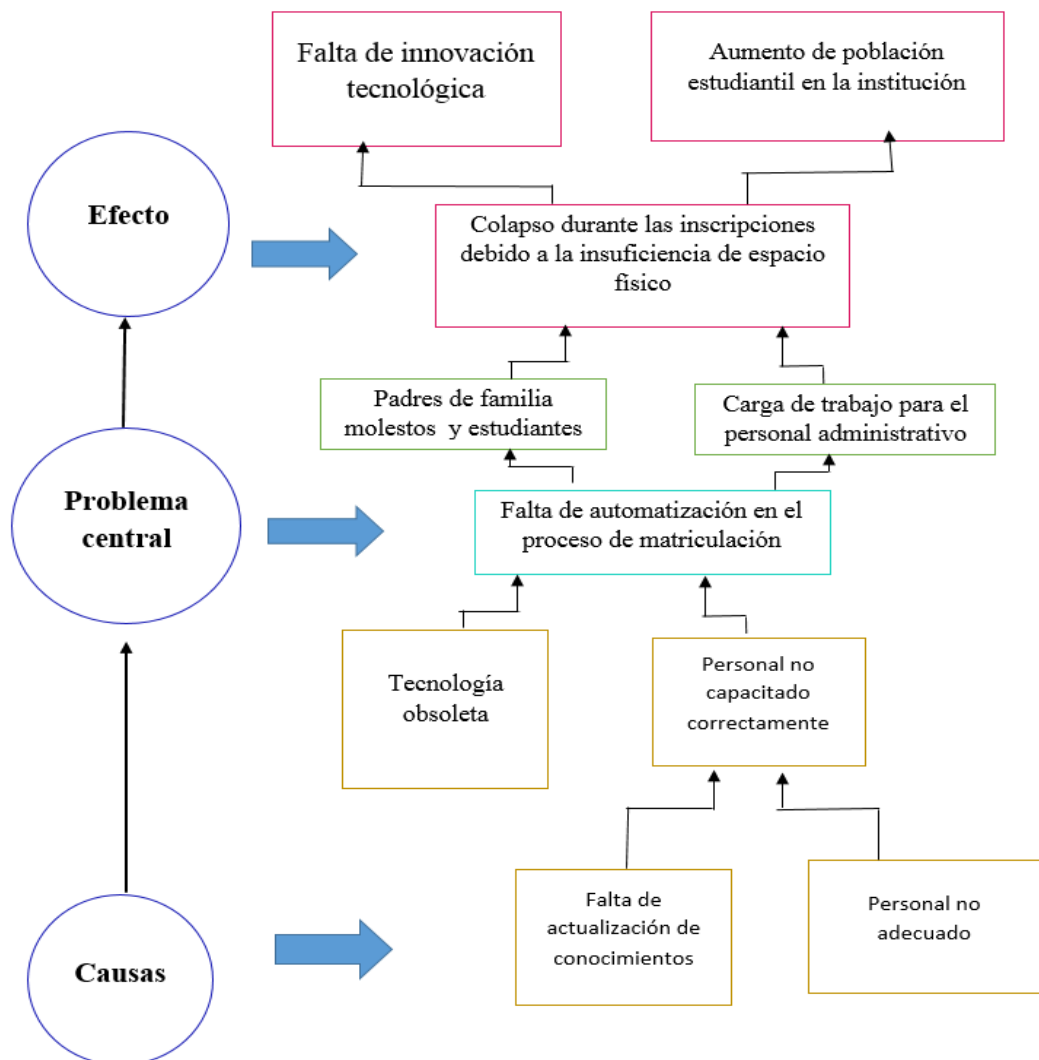 Falta de innovación
tecnológica
Aumento de población
estudiantil en la institución
Efecto
Colapso durante las inscripciones
debido a la insuficiencia de espacio
físico
Padres de familia
molestos y estudiantes
Carga de trabajo para el
personal administrativo
Problema
central
Falta de automatización en el
proceso de matriculación
Tecnología
obsoleta
Personal no
capacitado
correctamente
Causas
Falta de
actualización de
conocimientos
Personal no
adecuado